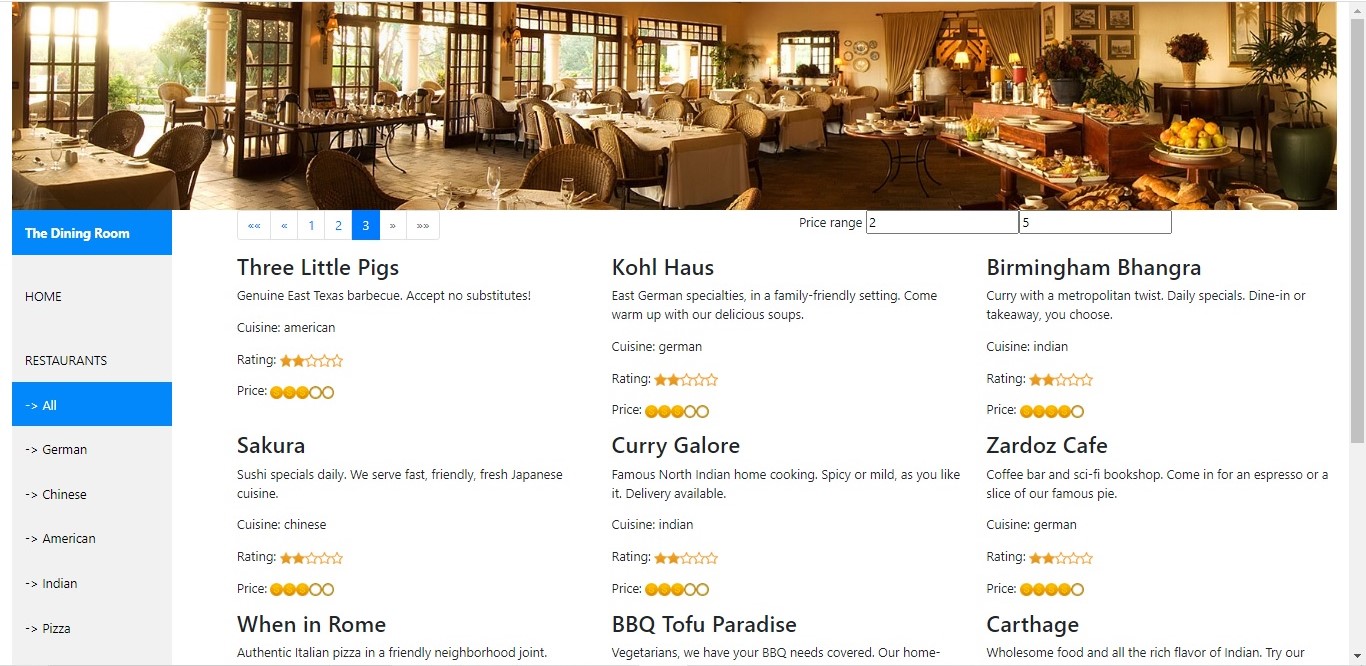 The Dining Room
HOME
RESTAURANTS
-> All
-> German
-> Chinese
-> American
-> Indian
-> Pizza
«« « 1 2 3 » »»
Price range 2 5
Three Little Pigs
Genuine East Texas barbecue. Accept no substitutes!
Cuisine: american
Rating:
Price:
Kohl Haus
East German specialties, in a family-friendly setting. Come
warm up with our delicious soups.
Cuisine: german
Rating:
Price:
Birmingham Bhangra
Curry with a metropolitan twist. Daily specials. Dine-in or
takeaway, you choose.
Cuisine: indian
Rating:
Price:
Sakura
Sushi specials daily. We serve fast, friendly, fresh Japanese
cuisine.
Cuisine: chinese
Rating:
Price:
Curry Galore
Famous North Indian home cooking. Spicy or mild, as you like
it. Delivery available.
Cuisine: indian
Rating:
Price:
Zardoz Cafe
Coffee bar and sci-fi bookshop. Come in for an espresso or a
slice of our famous pie.
Cuisine: german
Rating:
Price:
When in Rome
Authentic Italian pizza in a friendly neighborhood joint.
BBQ Tofu Paradise
Vegetarians, we have your BBQ needs covered. Our home-
Carthage
Wholesome food and all the rich flavor of Indian. Try our